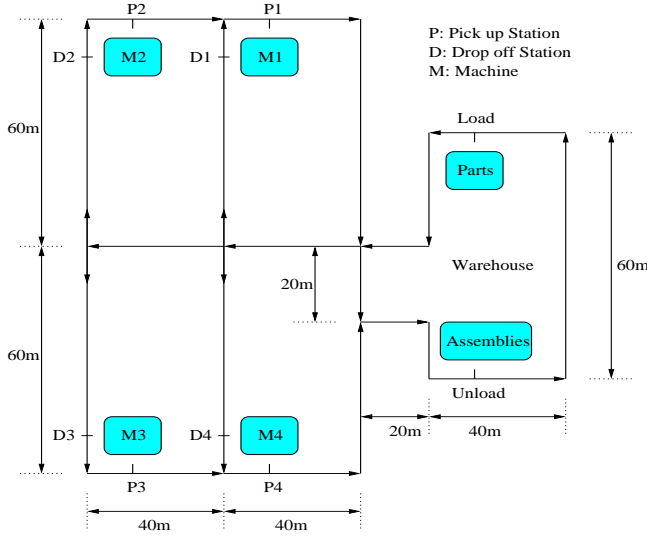 P2
P1
P: Pick up Station
D: Drop off Station
M: Machine
D2
M2
D1
M1
Load
60m
Parts
Warehouse
60m
20m
60m
Assemblies
Unload
D3
M3
D4
M4
20m
40m
P3
P4
40m
40m